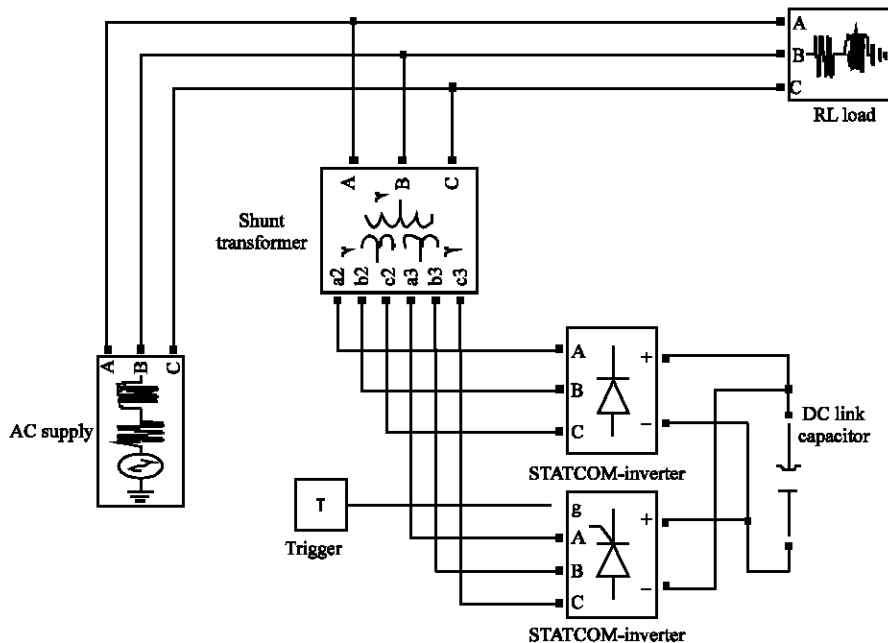 A
B
C
RL load
A
B
C
Shunt
transformer
a2
b2
c2
a3
b3
c3
A
B
C
AC supply
A
B
C
+
−
DC link
capacitor
STATCOM-inverter
T
Trigger
g
A
B
C
+
−
STATCOM-inverter